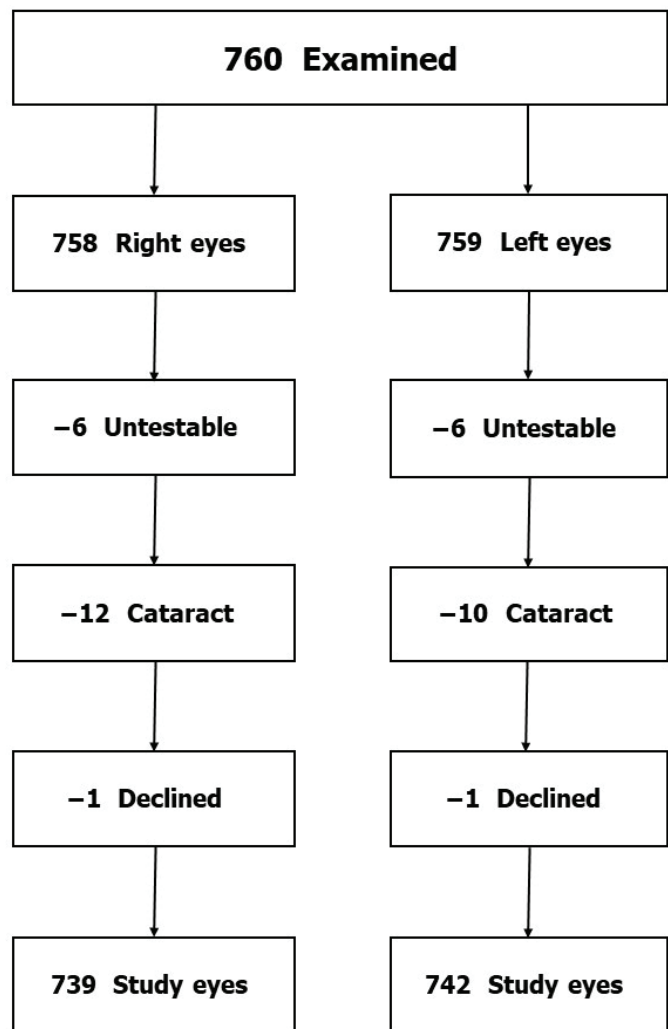 760 Examined
758 Right eyes
759 Left eyes
−6 Untestable
−6 Untestable
−12 Cataract
−10 Cataract
−1 Declined
−1 Declined
739 Study eyes
742 Study eyes